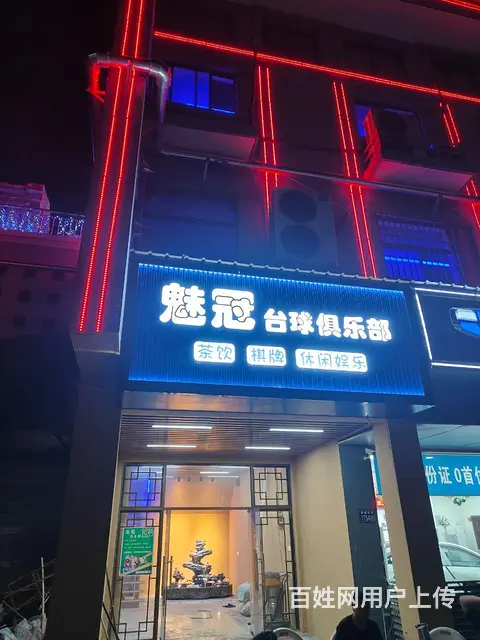 魅冠 台球俱乐部
茶饮 棋牌 休闲娱乐
份证 0首付
百姓网用户上传